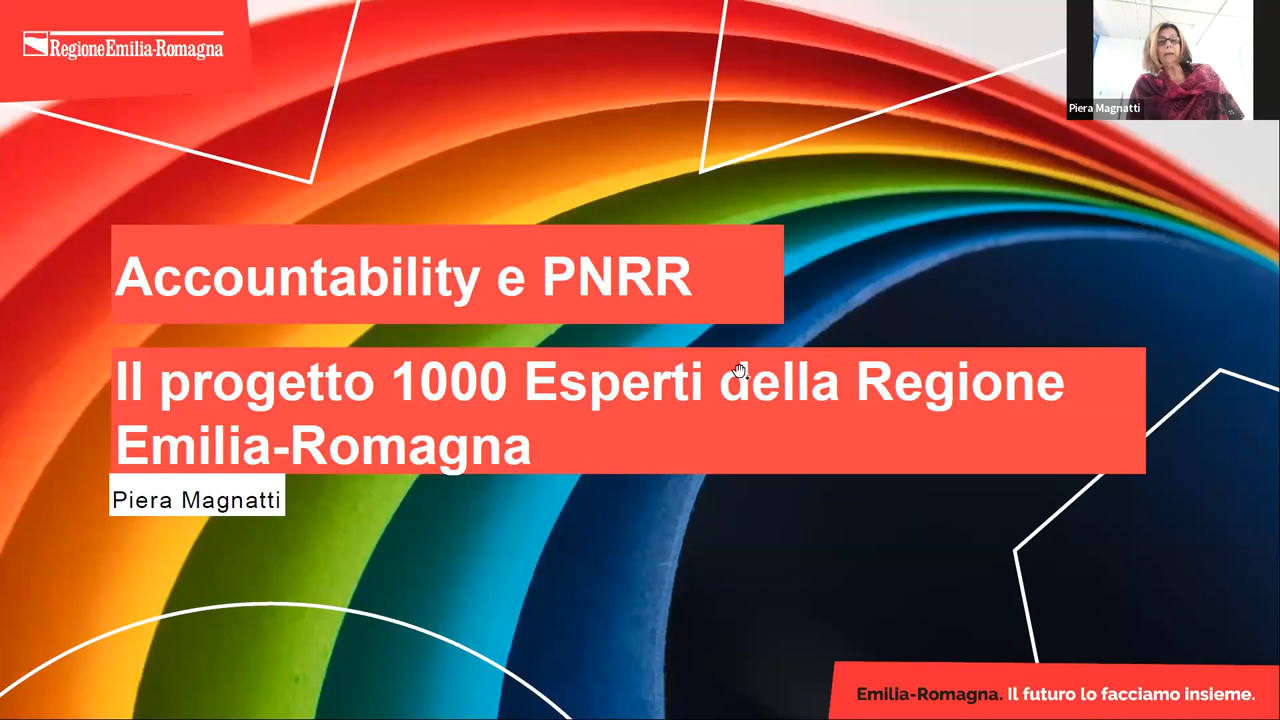 RegioneEmilia-Romagna
Piera Magnatti
Accountability e PNRR
Il progetto 1000 Esperti della Regione
Emilia-Romagna
Piera Magnatti
Emilia-Romagna. Il futuro lo facciamo insieme.